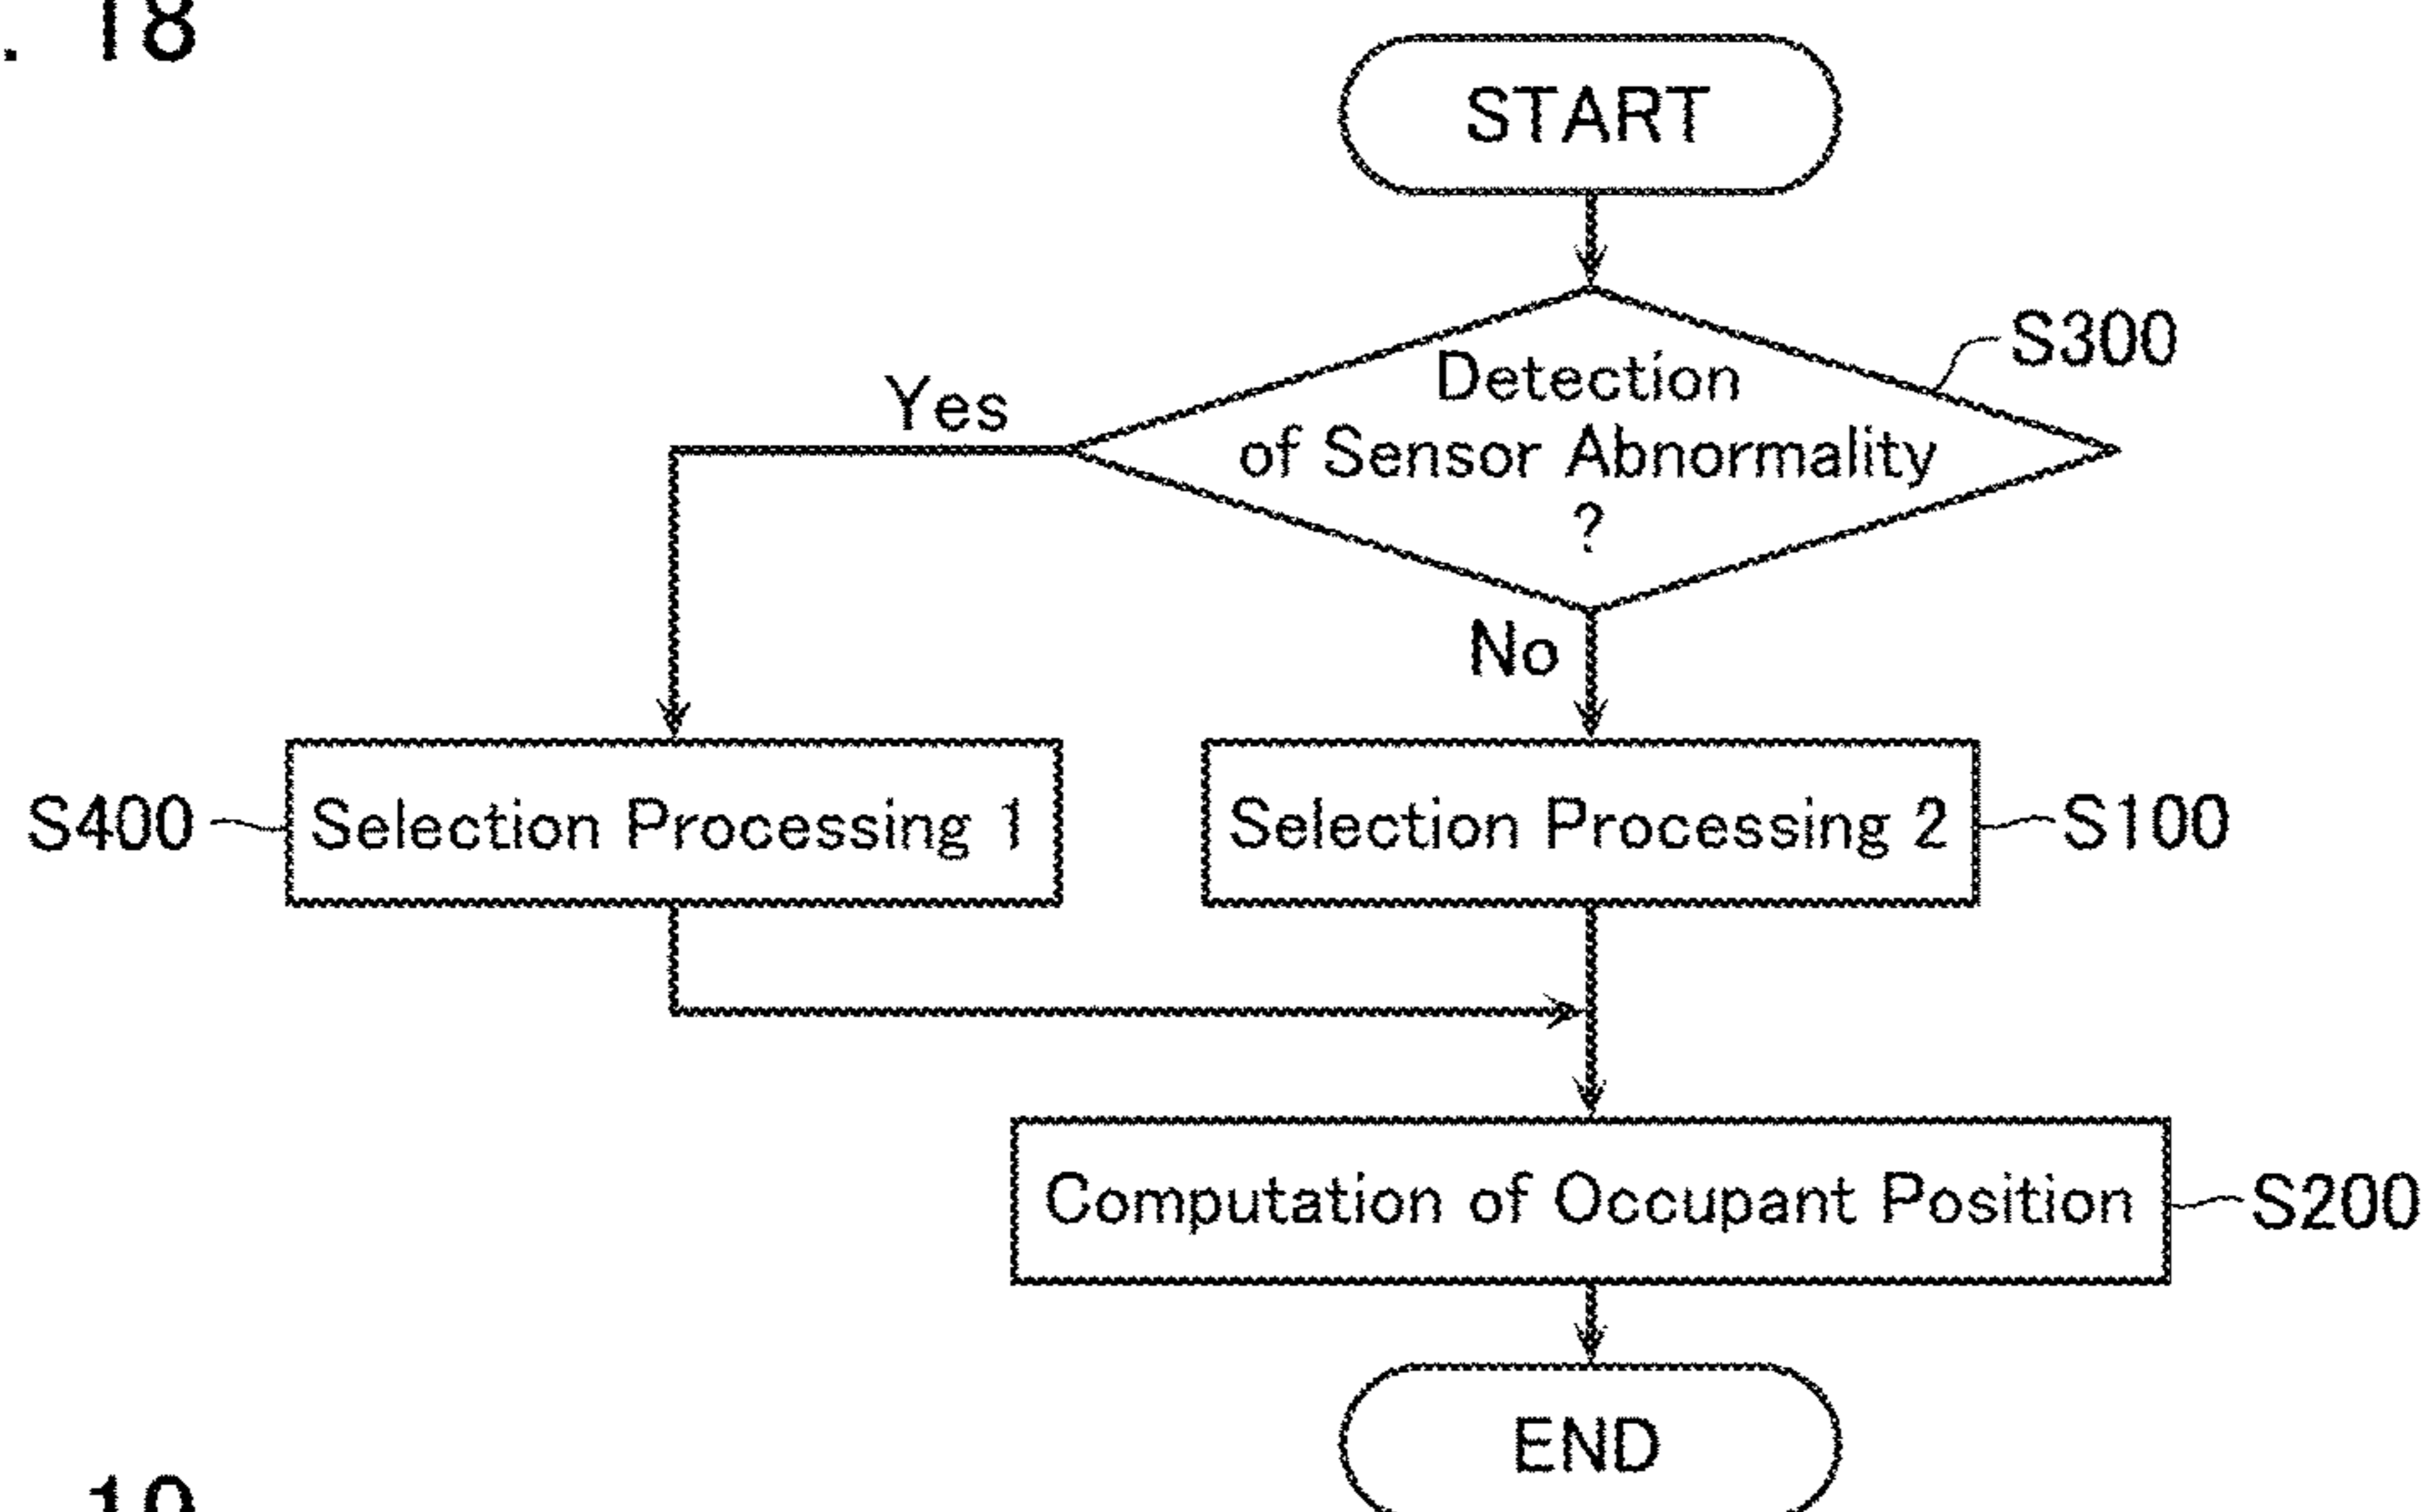 . 18
START
S300
Detection
of Sensor Abnormality
?
Yes
No
S400
Selection Processing 1
Selection Processing 2
S100
Computation of Occupant Position
S200
END